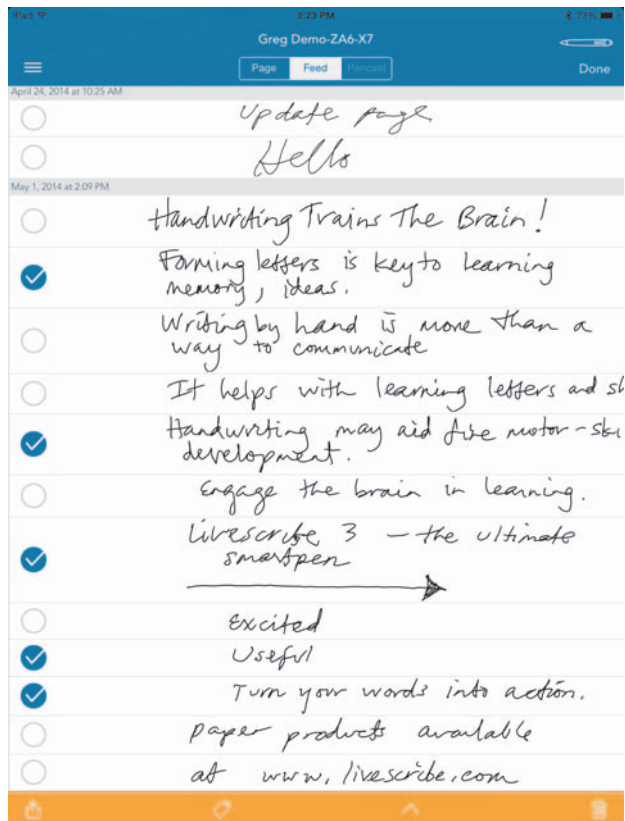 iPad
2:23 PM
73%
Greg Demo-ZA6-X7
Page
Feed
Pencast
Done
April 24, 2014 at 10:25 AM
Update page
Hello
May 1, 2014 at 2:09 PM
Handwriting Trains The Brain!
Forming letters is key to learning
memory, ideas.
Writing by hand is more than a
way to communicate
It helps with learning letters and sh
Handwriting may aid fine motor-ski
development.
Engage the brain in learning.
Livescribe 3 - the ultimate
smartpen
Excited
Useful
Turn your words into action.
paper products available
at www.livescribe.com